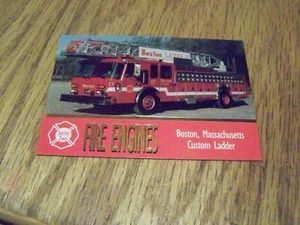 Boston LADDER
FIRE ENGINES
Boston, Massachusetts
Custom Ladder